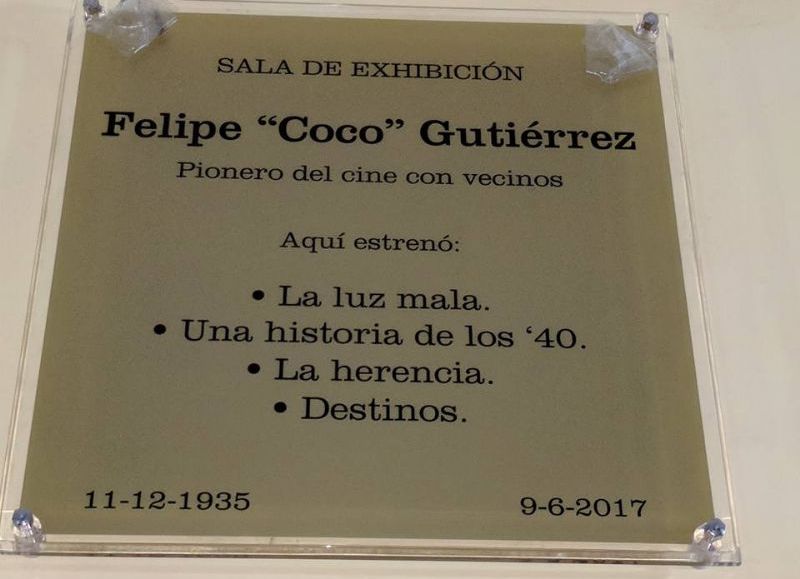 SALA DE EXHIBICIÓN
Felipe “Coco” Gutiérrez
Pionero del cine con vecinos
Aquí estrenó:
• La luz mala.
• Una historia de los ‘40.
• La herencia.
• Destinos.
11-12-1935 9-6-2017